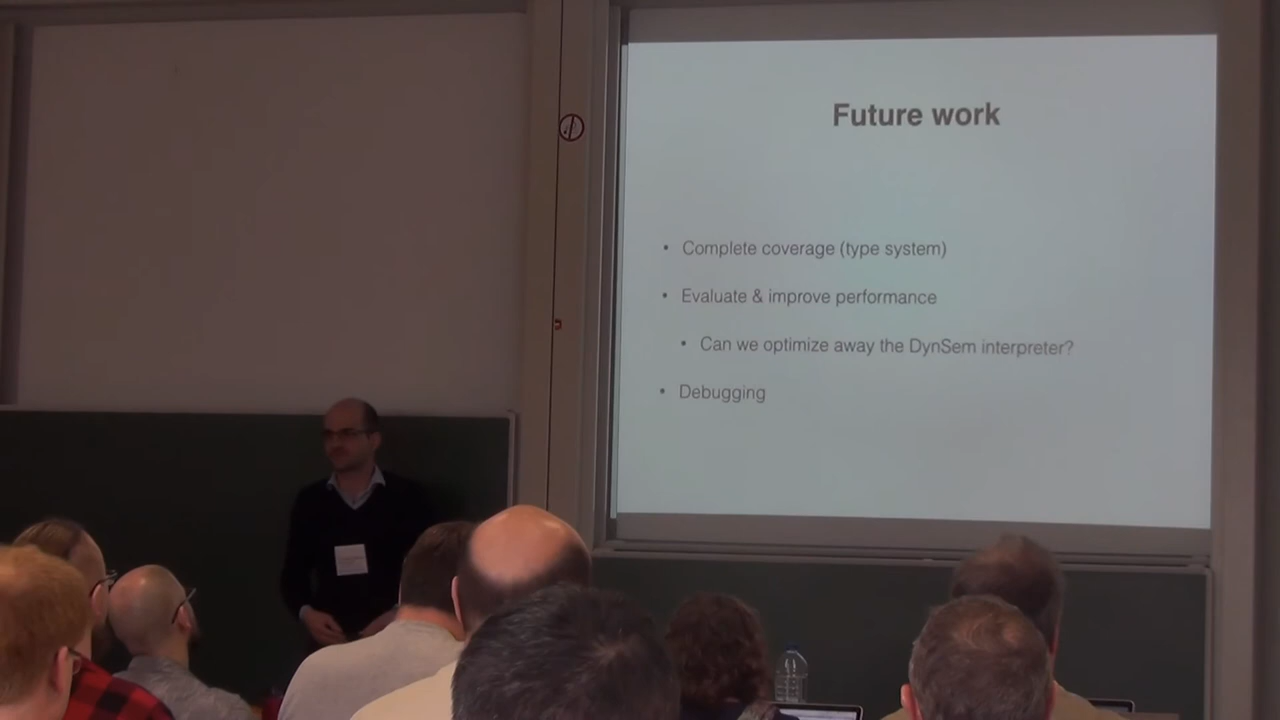 Future work
• Complete coverage (type system)
• Evaluate & improve performance
• Can we optimize away the DynSem interpreter?
• Debugging